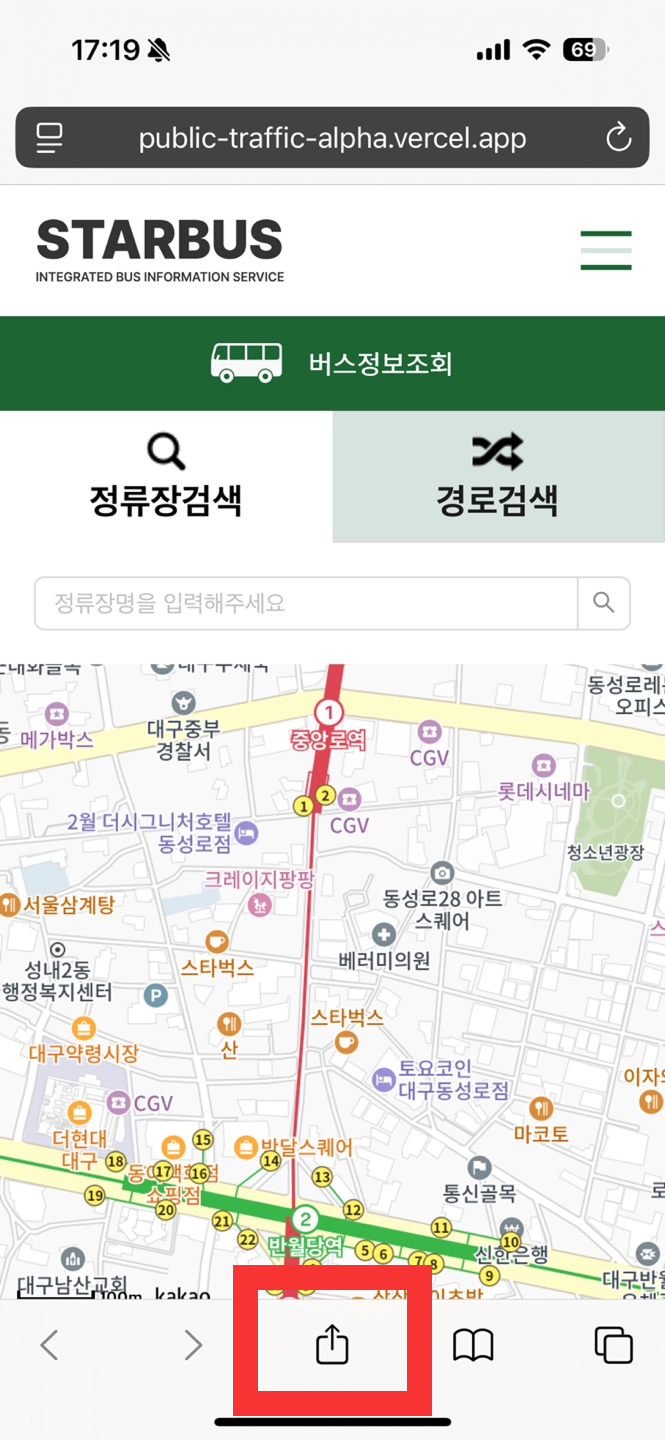 17:19
69
public-traffic-alpha.vercel.app
STARBUS
INTEGRATED BUS INFORMATION SERVICE
버스정보조회
정류장검색
경로검색
정류장명을 입력해주세요
동성로레
오피스
1
중앙로역
메가박스
대구중부
경찰서
CGV
롯데시네마
1
2
CGV
2월 더시그니처호텔
동성로점
청소년광장
크레이지팡팡
동성로28 아트
스퀘어
서울삼계탕
베러미의원
성내2동
행정복지센터
스타벅스
P
스타벅스
산
대구약령시장
토요코인
대구동성로점
이자와
CGV
마코토
더현대
대구
15
반달스퀘어
14
18
17
16
쇼핑점
13
통신골목
19
20
12
21
22
2
반월당역
11
10
5
6
7
8
신한은행
9
대구남산교회
대구반월
100m
kakao